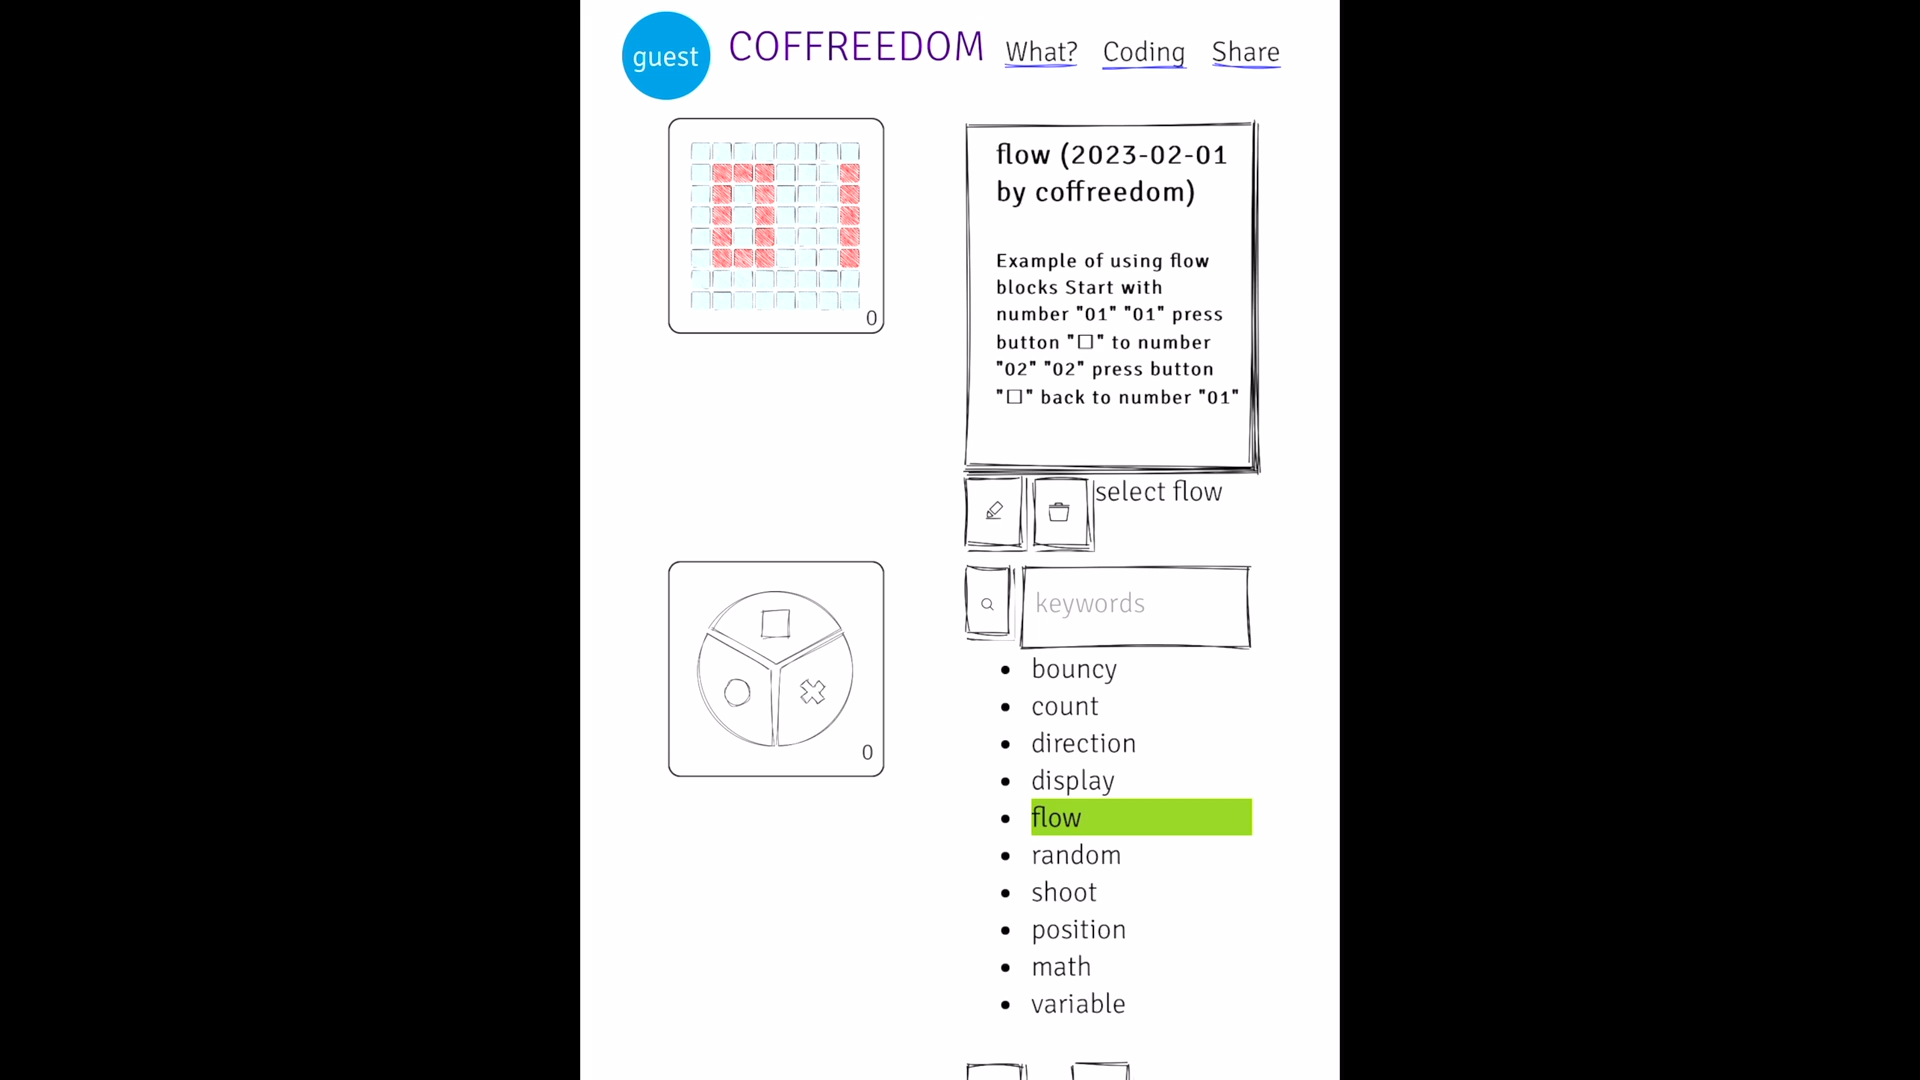 guest
COFFREEDOM
What?
Coding
Share
0
flow (2023-02-01
by coffreedom)
Example of using flow
blocks Start with
number "01" "01" press
button "□" to number
"02" "02" press button
"□" back to number "01"
select flow
keywords
0
bouncy
count
direction
display
flow
random
shoot
position
math
variable